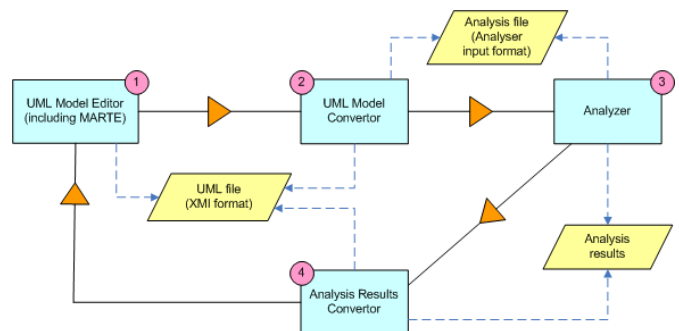 Analysis file
(Analyser
input format)
1
2
3
UML Model Editor
(including MARTE)
UML Model
Convertor
Analyzer
UML file
(XMI format)
Analysis
results
4
Analysis Results
Convertor